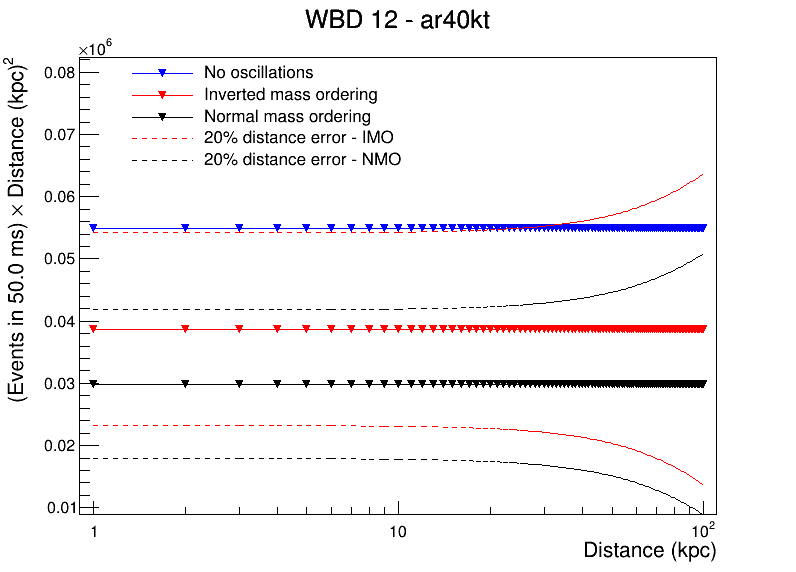 WBD 12 - ar40kt
×10⁶
(Events in 50.0 ms) × Distance (kpc)²
No oscillations
Inverted mass ordering
Normal mass ordering
20% distance error - IMO
20% distance error - NMO
0.08
0.07
0.06
0.05
0.04
0.03
0.02
0.01
1
10
10²
Distance (kpc)